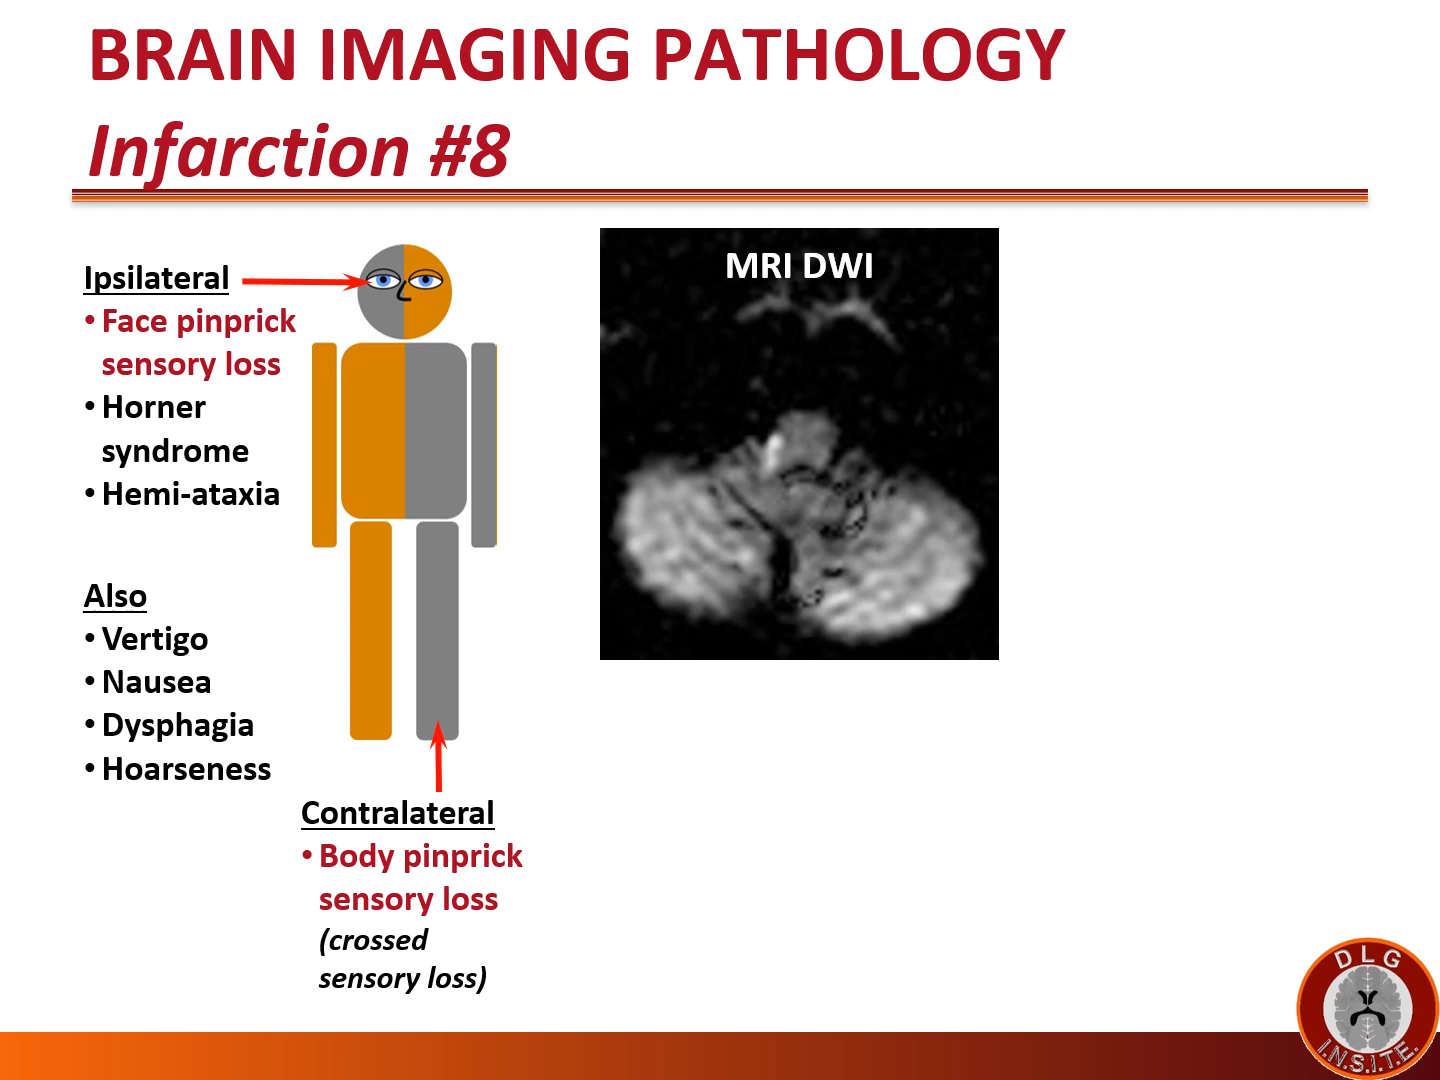 BRAIN IMAGING PATHOLOGY
Infarction #8
Ipsilateral
• Face pinprick
sensory loss
• Horner
syndrome
• Hemi-ataxia
Also
• Vertigo
• Nausea
• Dysphagia
• Hoarseness
Contralateral
• Body pinprick
sensory loss
(crossed
sensory loss)
MRI DWI
DLG
I.N.S.I.T.E.